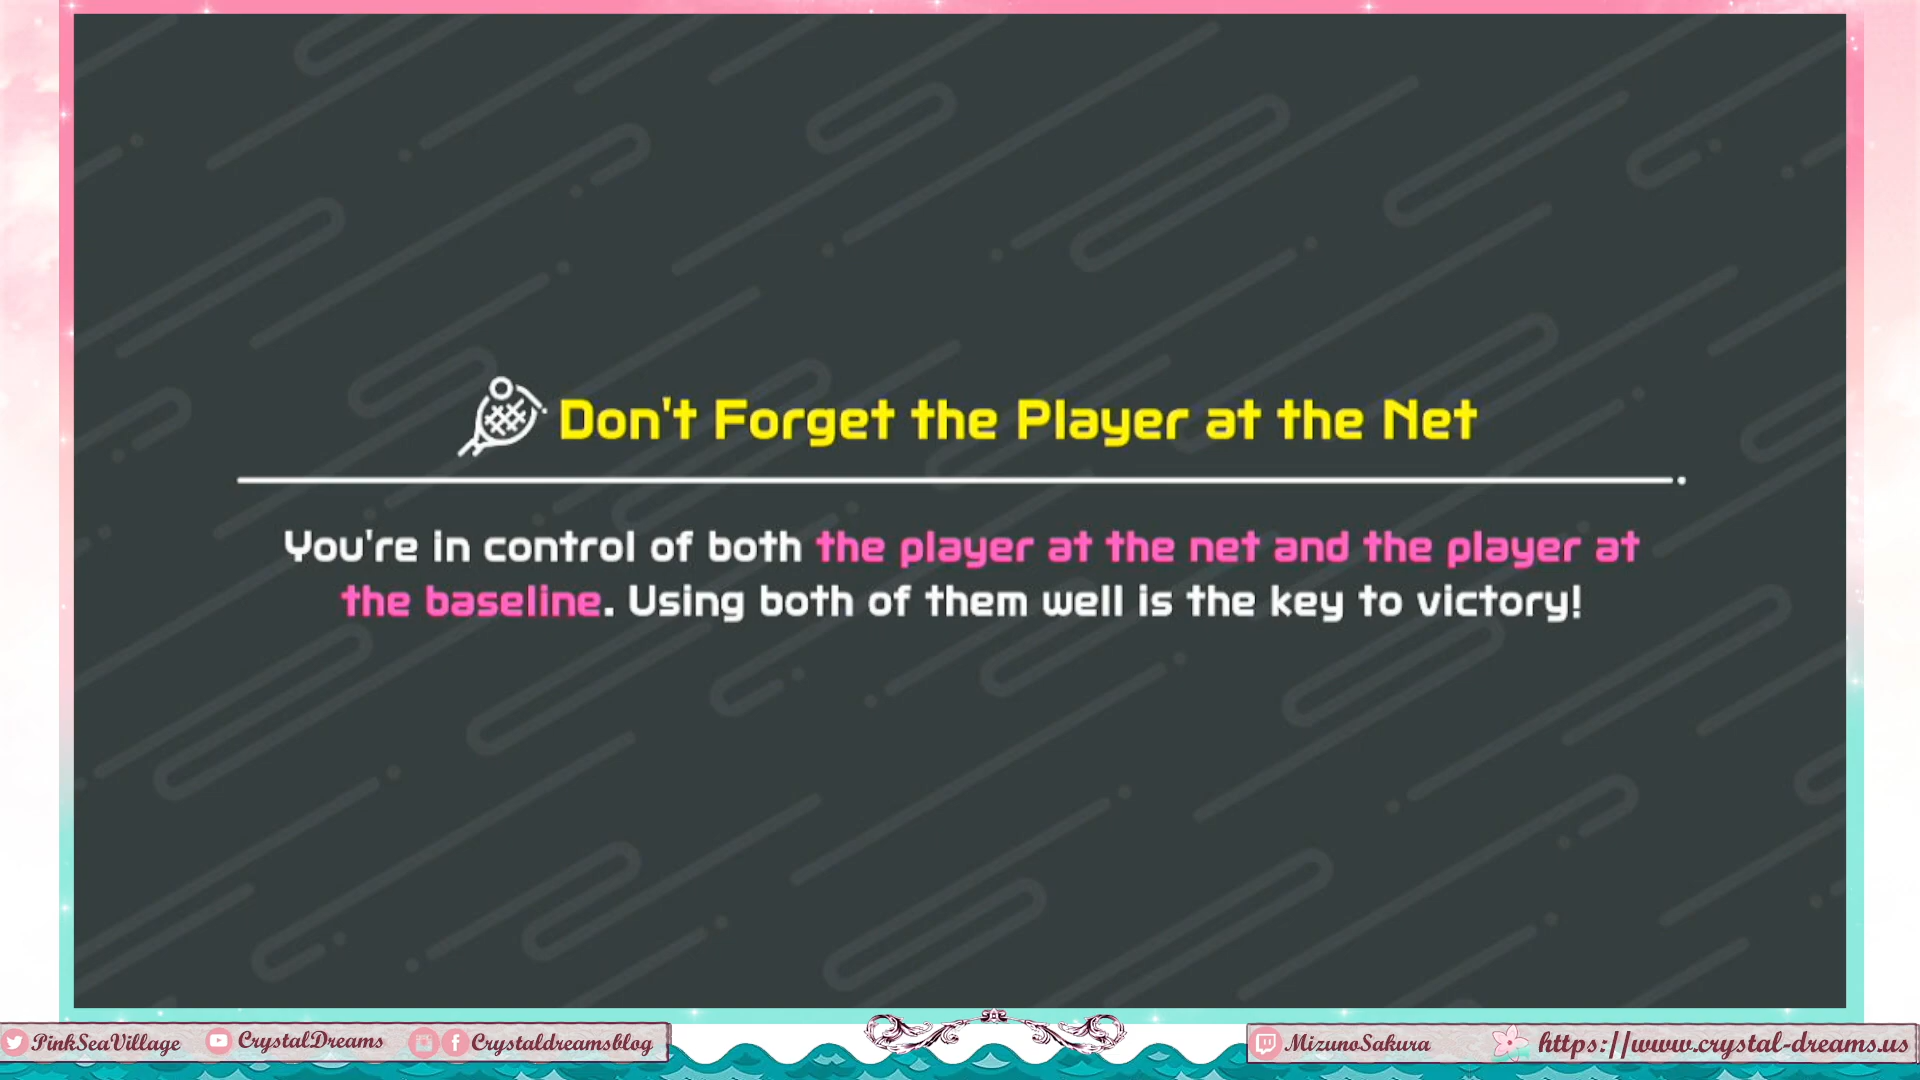 Don't Forget the Player at the Net
You're in control of both the player at the net and the player at
the baseline. Using both of them well is the key to victory!
PinkSeaVillage
CrystalDreams
Crystaldreamsblog
MizunoSakura
https://www.crystal-dreams.us